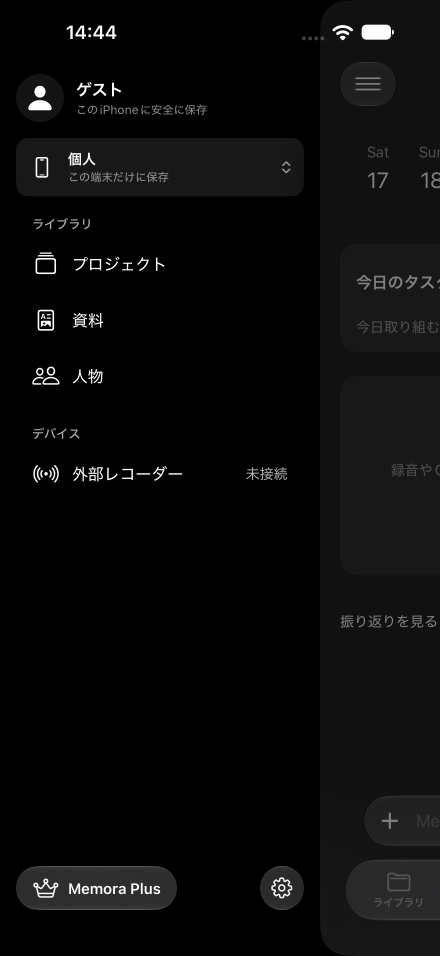 14:44
ゲスト
このiPhoneに安全に保存
個人
この端末だけに保存
ライブラリ
プロジェクト
資料
人物
デバイス
外部レコーダー 未接続
Memora Plus
Sat
17
18
今日のタス
今日取り組む
録音や
振り返りを見る
ライブラリ